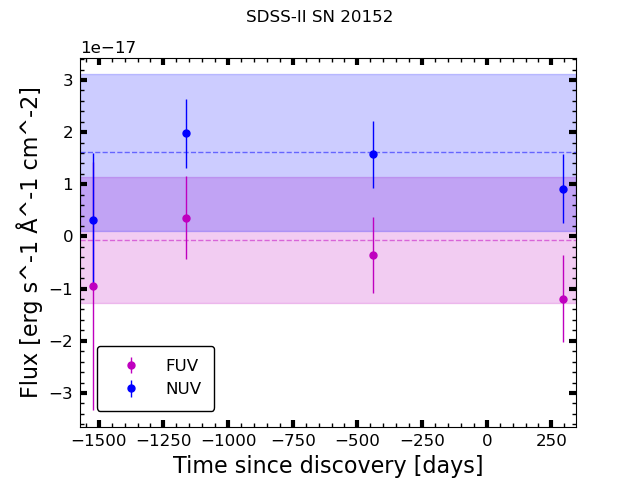 SDSS-II SN 20152
1e−17
3
2
1
0
−1
−2
−3
Flux [erg s^-1 Å^-1 cm^-2]
FUV
NUV
−1500 −1250 −1000 −750 −500 −250 0 250
Time since discovery [days]